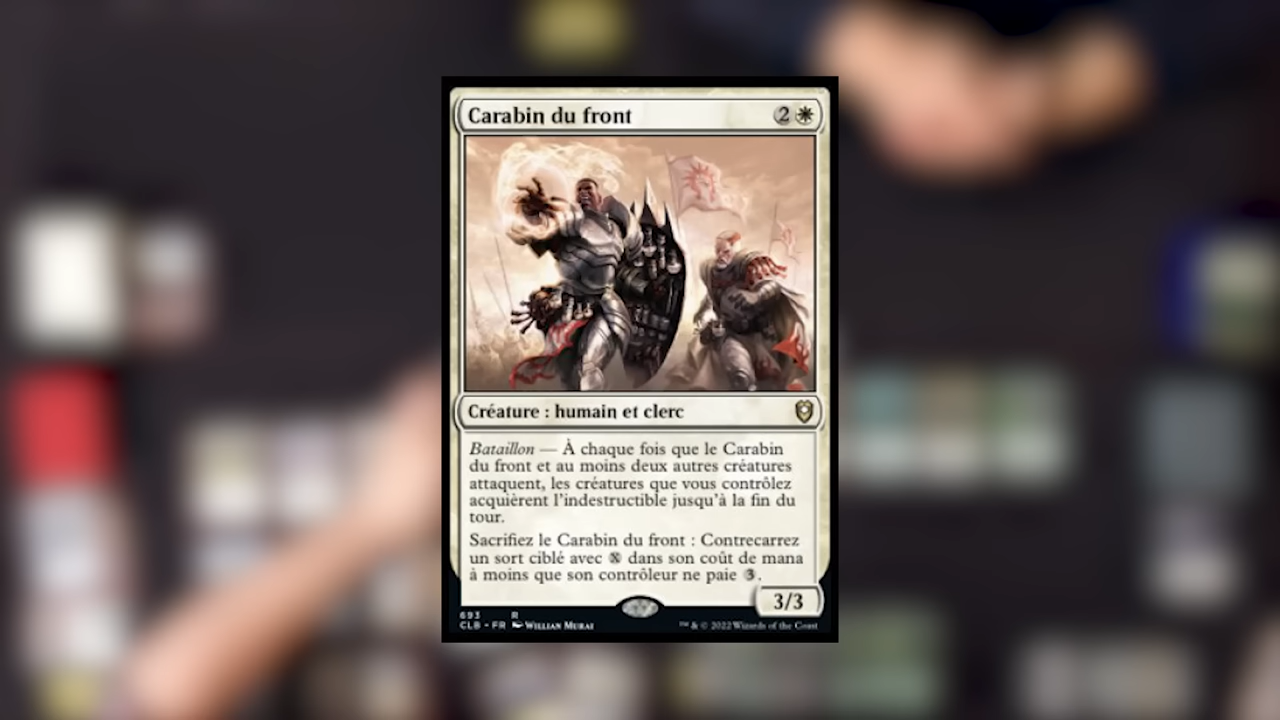 Carabin du front 2
Créature : humain et clerc
Bataillon — À chaque fois que le Carabin
du front et au moins deux autres créatures
attaquent, les créatures que vous contrôlez
acquièrent l'indestructible jusqu'à la fin du
tour.
Sacrifiez le Carabin du front : Contrecarrez
un sort ciblé avec X dans son coût de mana
à moins que son contrôleur ne paie 3.
3/3
693 R
CLB - FR Willian Murai
™ & © 2022 Wizards of the Coast